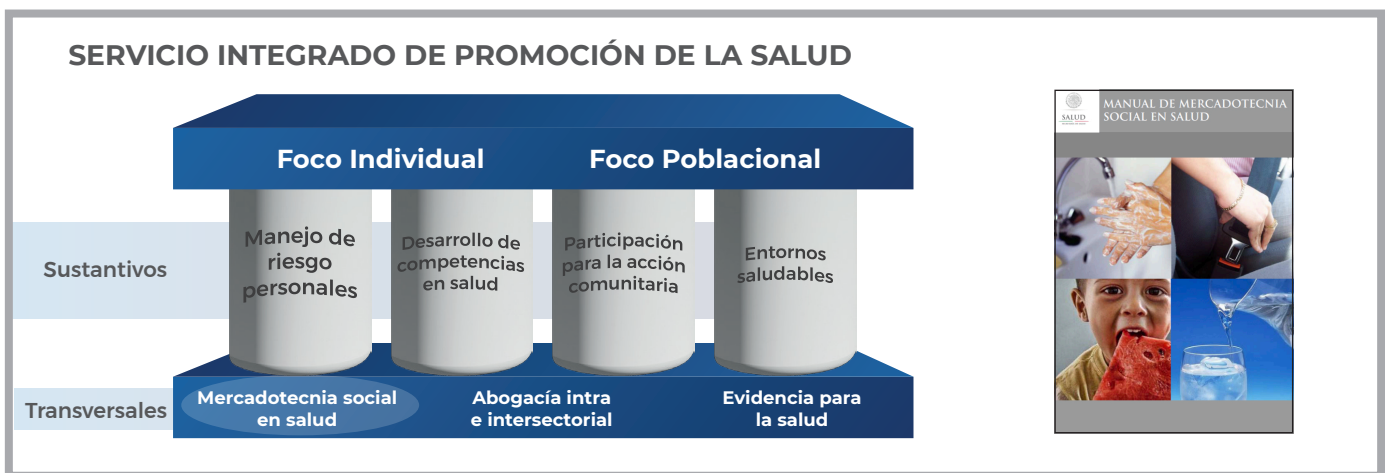 SERVICIO INTEGRADO DE PROMOCIÓN DE LA SALUD
Foco Individual
Foco Poblacional
Sustantivos
Manejo de
riesgo
personales
Desarrollo de
competencias
en salud
Participación
para la acción
comunitaria
Entornos
saludables
Transversales
Mercadotecnia social
en salud
Abogacía intra
e intersectorial
Evidencia para
la salud
SALUD
MANUAL DE MERCADOTECNIA
SOCIAL EN SALUD